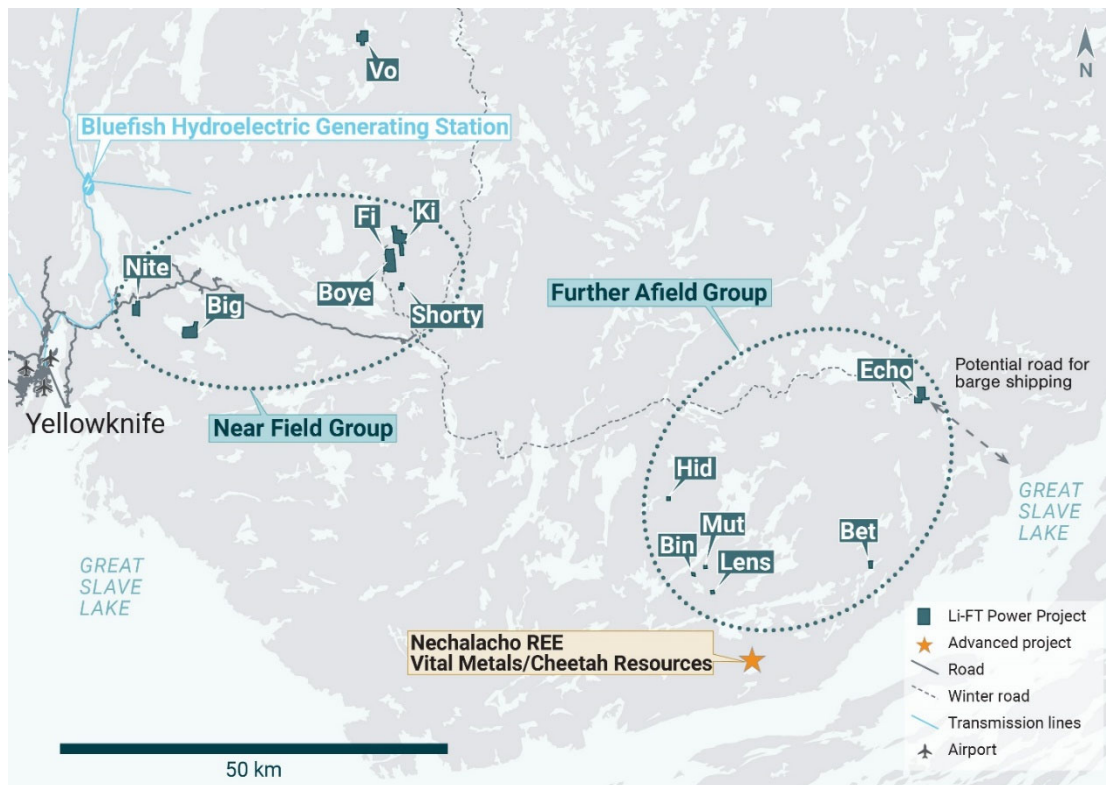 Vo
N
Bluefish Hydroelectric Generating Station
Fi
Ki
Nite
Boye
Big
Shorty
Further Afield Group
Echo
Potential road for
barge shipping
Yellowknife
Near Field Group
Hid
GREAT
SLAVE
LAKE
Mut
Bin
Bet
Lens
GREAT
SLAVE
LAKE
Nechalacho REE
Vital Metals/Cheetah Resources
Li-FT Power Project
Advanced project
Road
Winter road
Transmission lines
Airport
50 km